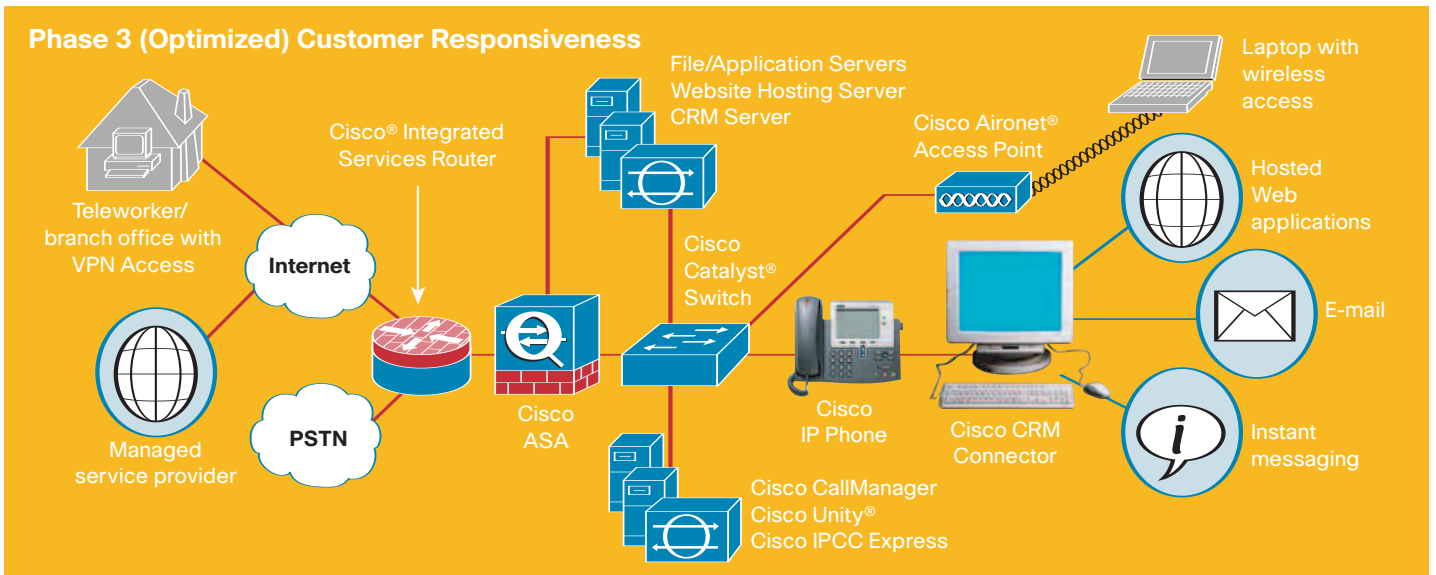 Phase 3 (Optimized) Customer Responsiveness
File/Application Servers
Website Hosting Server
CRM Server
Laptop with
wireless
access
Cisco® Integrated
Services Router
Cisco Aironet®
Access Point
Hosted
Web
applications
Teleworker/
branch office with
VPN Access
Internet
Cisco
Catalyst®
Switch
E-mail
PSTN
Managed
service provider
Cisco
ASA
Cisco
IP Phone
Cisco CRM
Connector
i
Instant
messaging
Cisco CallManager
Cisco Unity®
Cisco IPCC Express